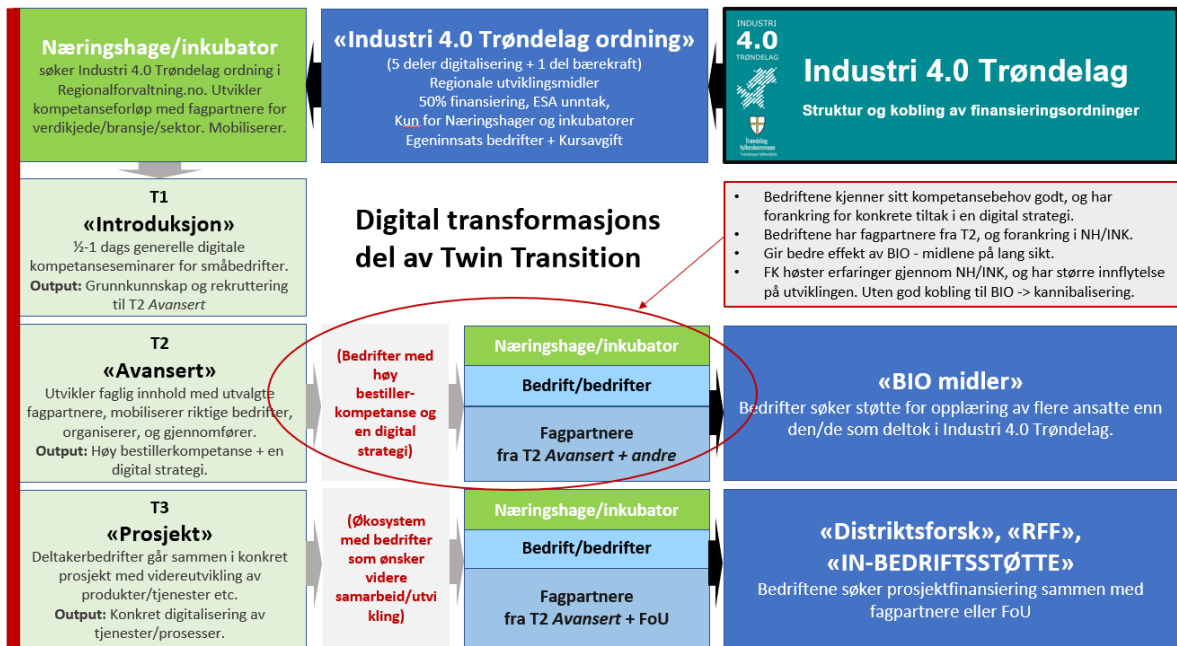 Næringshage/inkubator
søker Industri 4.0 Trøndelag ordning i
Regionalforvaltning.no. Utvikler
kompetanseforløp med fagpartnere for
verdikjede/bransje/sektor. Mobiliserer.
«Industri 4.0 Trøndelag ordning»
(5 deler digitalisering + 1 del bærekraft)
Regionale utviklingsmidler
50% finansiering, ESA unntak,
Kun for Næringshager og inkubatorer
Egeninnsats bedrifter + Kursavgift
INDUSTRI
4.0
TRØNDELAG
Trøndelag
fylkeskommune
Industri 4.0 Trøndelag
Struktur og kobling av finansieringsordninger
T1
«Introduksjon»
½-1 dags generelle digitale
kompetanseseminarer for småbedrifter.
Output: Grunnkunnskap og rekruttering
til T2 Avansert
Digital transformasjons
del av Twin Transition
• Bedriftene kjenner sitt kompetansebehov godt, og har
forankring for konkrete tiltak i en digital strategi.
• Bedriftene har fagpartnere fra T2, og forankring i NH/INK.
• Gir bedre effekt av BIO - midlene på lang sikt.
• FK høster erfaringer gjennom NH/INK, og har større innflytelse
på utviklingen. Uten god kobling til BIO -> kannibalisering.
T2
«Avansert»
Utvikler faglig innhold med utvalgte
fagpartnere, mobiliserer riktige bedrifter,
organiserer, og gjennomfører.
Output: Høy bestillerkompetanse + en
digital strategi.
(Bedrifter med
høy
bestiller-
kompetanse og
en digital
strategi)
Næringshage/inkubator
Bedrift/bedrifter
Fagpartnere
fra T2 Avansert + andre
«BIO midler»
Bedrifter søker støtte for opplæring av flere ansatte enn
den/de som deltok i Industri 4.0 Trøndelag.
T3
«Prosjekt»
Deltakerbedrifter går sammen i konkret
prosjekt med videreutvikling av
produkter/tjenester etc.
Output: Konkret digitalisering av
tjenester/prosesser.
(Økosystem
med bedrifter
som ønsker
videre
samarbeid/utvi
kling)
Næringshage/inkubator
Bedrift/bedrifter
Fagpartnere
fra T2 Avansert + FoU
«Distriktsforsk», «RFF»,
«IN-BEDRIFTSSTØTTE»
Bedriftene søker prosjektfinansiering sammen med
fagpartnere eller FoU